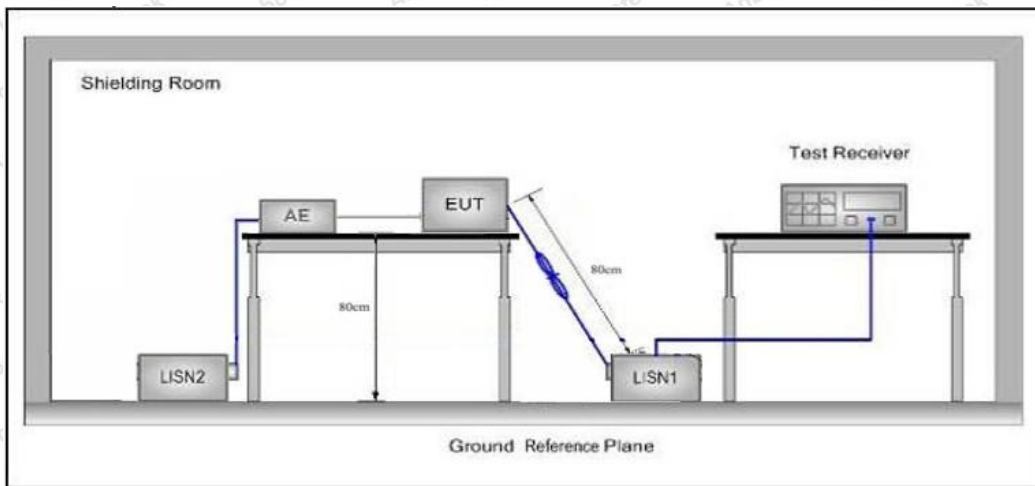 Shielding Room
Test Receiver
AE
EUT
80cm
80cm
LISN2
LISN1
Ground Reference Plane